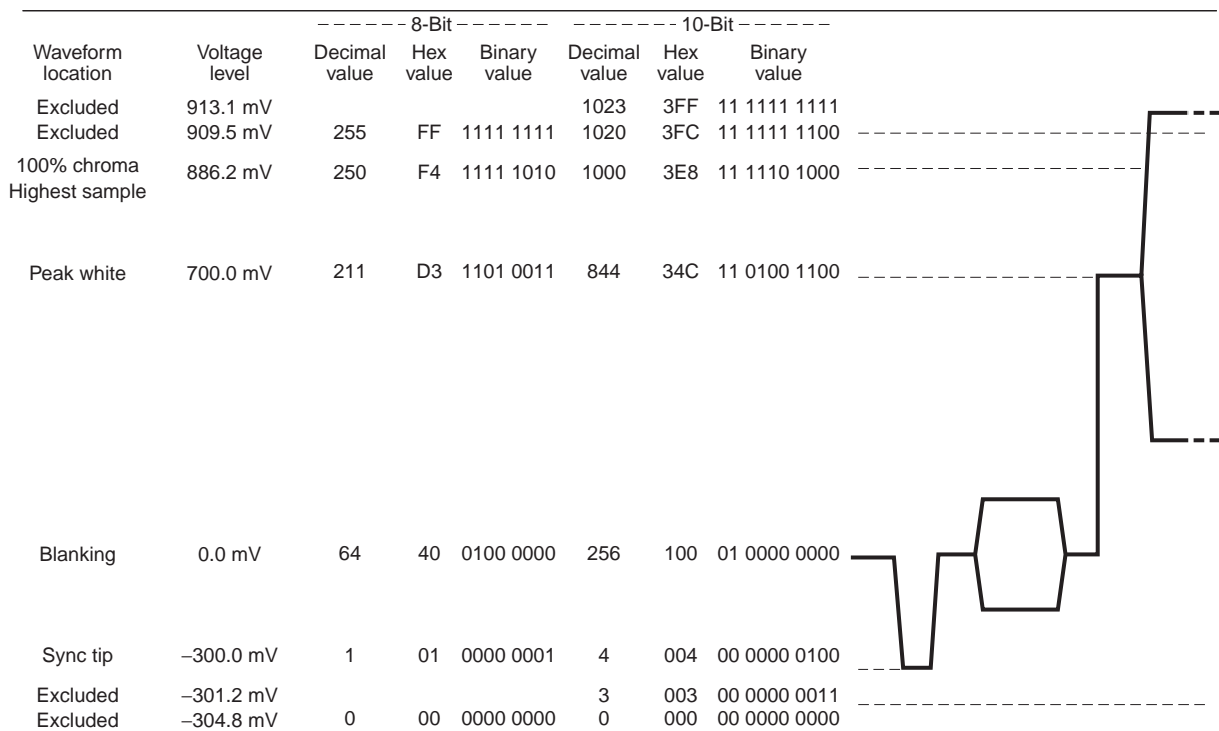 8-Bit 10-Bit
Waveform Voltage Decimal Hex Binary Decimal Hex Binary
location level value value value value value value
Excluded 913.1 mV 1023 3FF 11 1111 1111
Excluded 909.5 mV 255 FF 1111 1111 1020 3FC 11 1111 1100
100% chroma
Highest sample 886.2 mV 250 F4 1111 1010 1000 3E8 11 1110 1000
Peak white 700.0 mV 211 D3 1101 0011 844 34C 11 0100 1100
Blanking 0.0 mV 64 40 0100 0000 256 100 01 0000 0000
Sync tip −300.0 mV 1 01 0000 0001 4 004 00 0000 0100
Excluded −301.2 mV 3 003 00 0000 0011
Excluded −304.8 mV 0 00 0000 0000 0 000 00 0000 0000